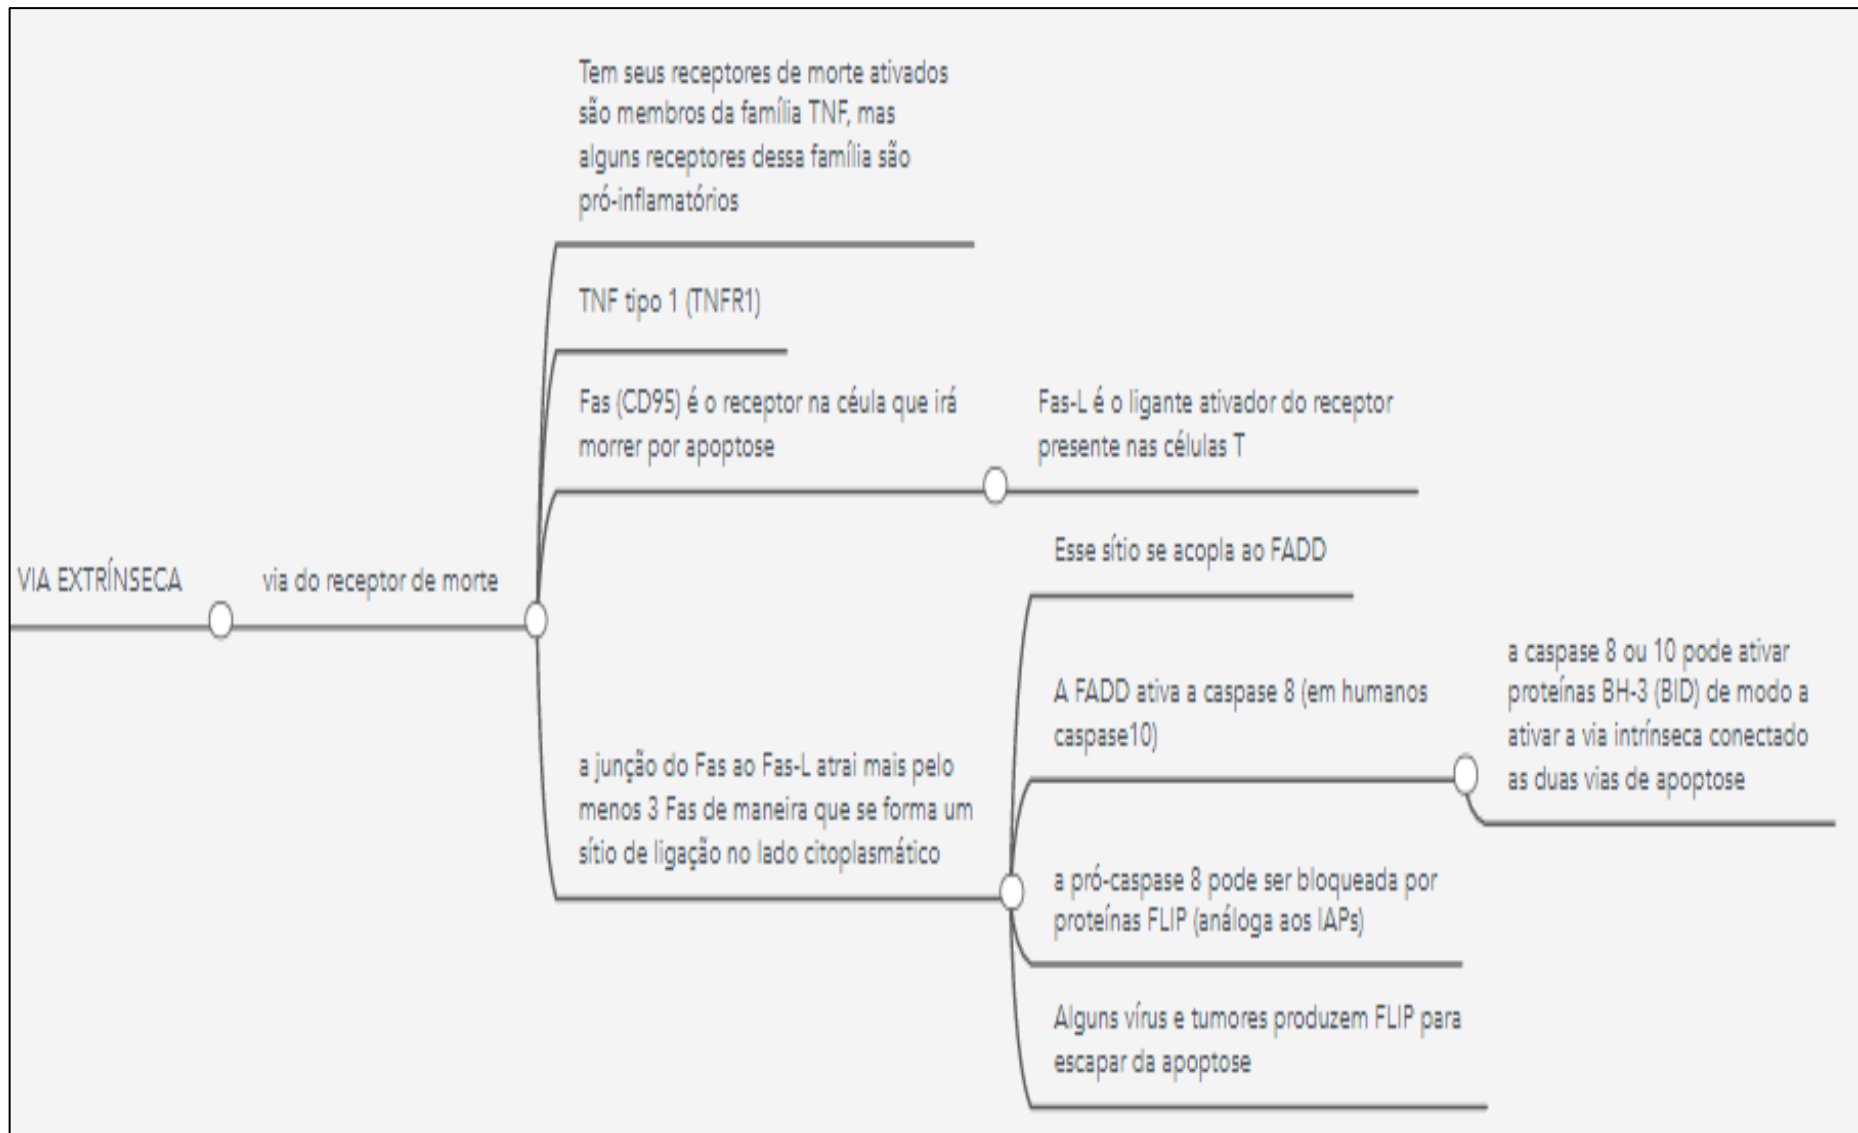 VIA EXTRÍNSECA
via do receptor de morte
Tem seus receptores de morte ativados
são membros da família TNF, mas
alguns receptores dessa família são
pró-inflamatórios
TNF tipo 1 (TNFR1)
Fas (CD95) é o receptor na céula que irá
morrer por apoptose
Fas-L é o ligante ativador do receptor
presente nas células T
a junção do Fas ao Fas-L atrai mais pelo
menos 3 Fas de maneira que se forma um
sítio de ligação no lado citoplasmático
Esse sítio se acopla ao FADD
A FADD ativa a caspase 8 (em humanos
caspase10)
a caspase 8 ou 10 pode ativar
proteínas BH-3 (BID) de modo a
ativar a via intrínseca conectado
as duas vias de apoptose
a pró-caspase 8 pode ser bloqueada por
proteínas FLIP (análoga aos IAPs)
Alguns vírus e tumores produzem FLIP para
escapar da apoptose